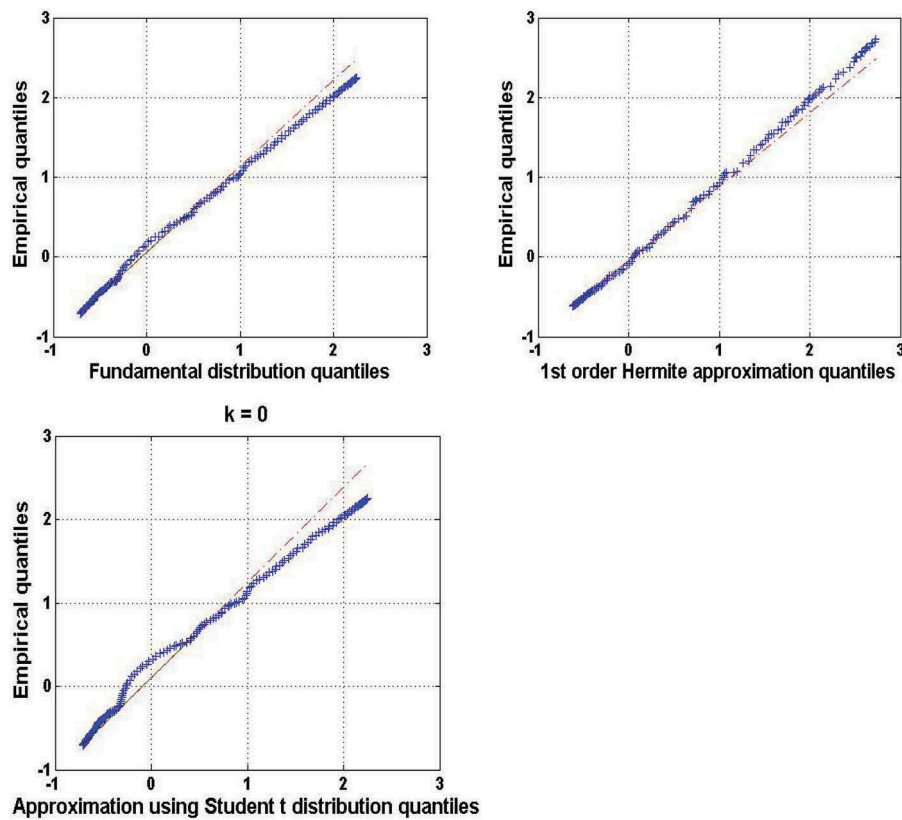 3
2
1
0
-1
Empirical quantiles
-1 0 1 2 3
Fundamental distribution quantiles
3
2
1
0
-1
Empirical quantiles
-1 0 1 2 3
1st order Hermite approximation quantiles
k = 0
3
2
1
0
-1
Empirical quantiles
-1 0 1 2 3
Approximation using Student t distribution quantiles